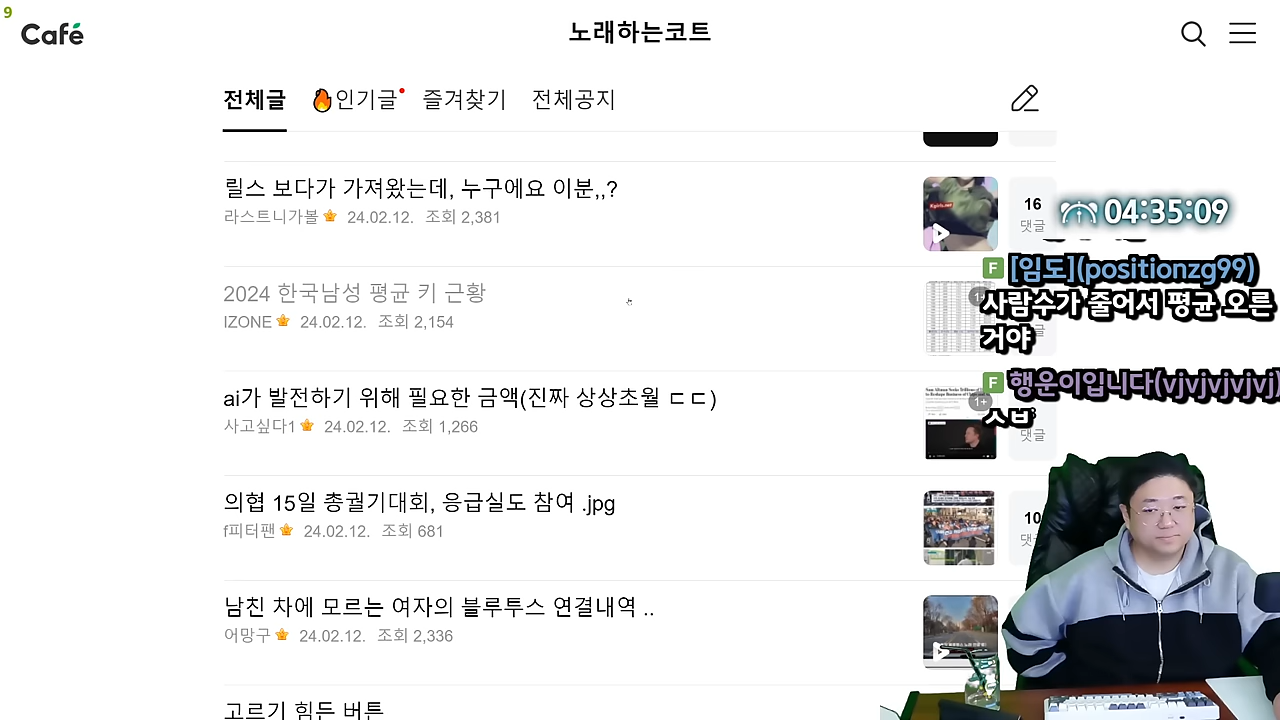 9
Café
노래하는코트
전체글
🔥인기글
즐겨찾기
전체공지
릴스 보다가 가져왔는데, 누구에요 이분,,?
라스트니가볼 24.02.12. 조회 2,381
16
댓글
04:35:09
F [임도](positionzg99)
사람수가 줄어서 평균 오른
거야
2024 한국남성 평균 키 근황
IZONE 24.02.12. 조회 2,154
F 행운이입니다(vjvjvjvjvj)
ㅅㅂ
ai가 발전하기 위해 필요한 금액(진짜 상상초월 ㄷㄷ)
사고싶다1 24.02.12. 조회 1,266
1+
댓글
의협 15일 총궐기대회, 응급실도 참여 .jpg
f피터팬 24.02.12. 조회 681
10
남친 차에 모르는 여자의 블루투스 연결내역 ..
어망구 24.02.12. 조회 2,336
고르기 힘든 버튼